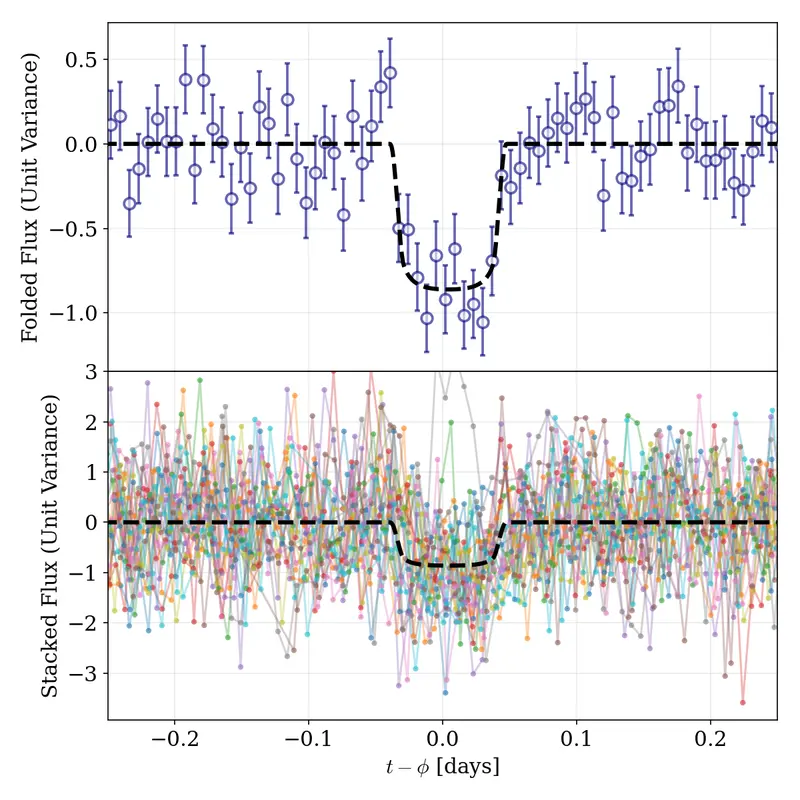 Folded Flux (Unit Variance)
0.5
0.0
−0.5
−1.0
Stacked Flux (Unit Variance)
3
2
1
0
−1
−2
−3
−0.2 −0.1 0.0 0.1 0.2
t − ϕ [days]